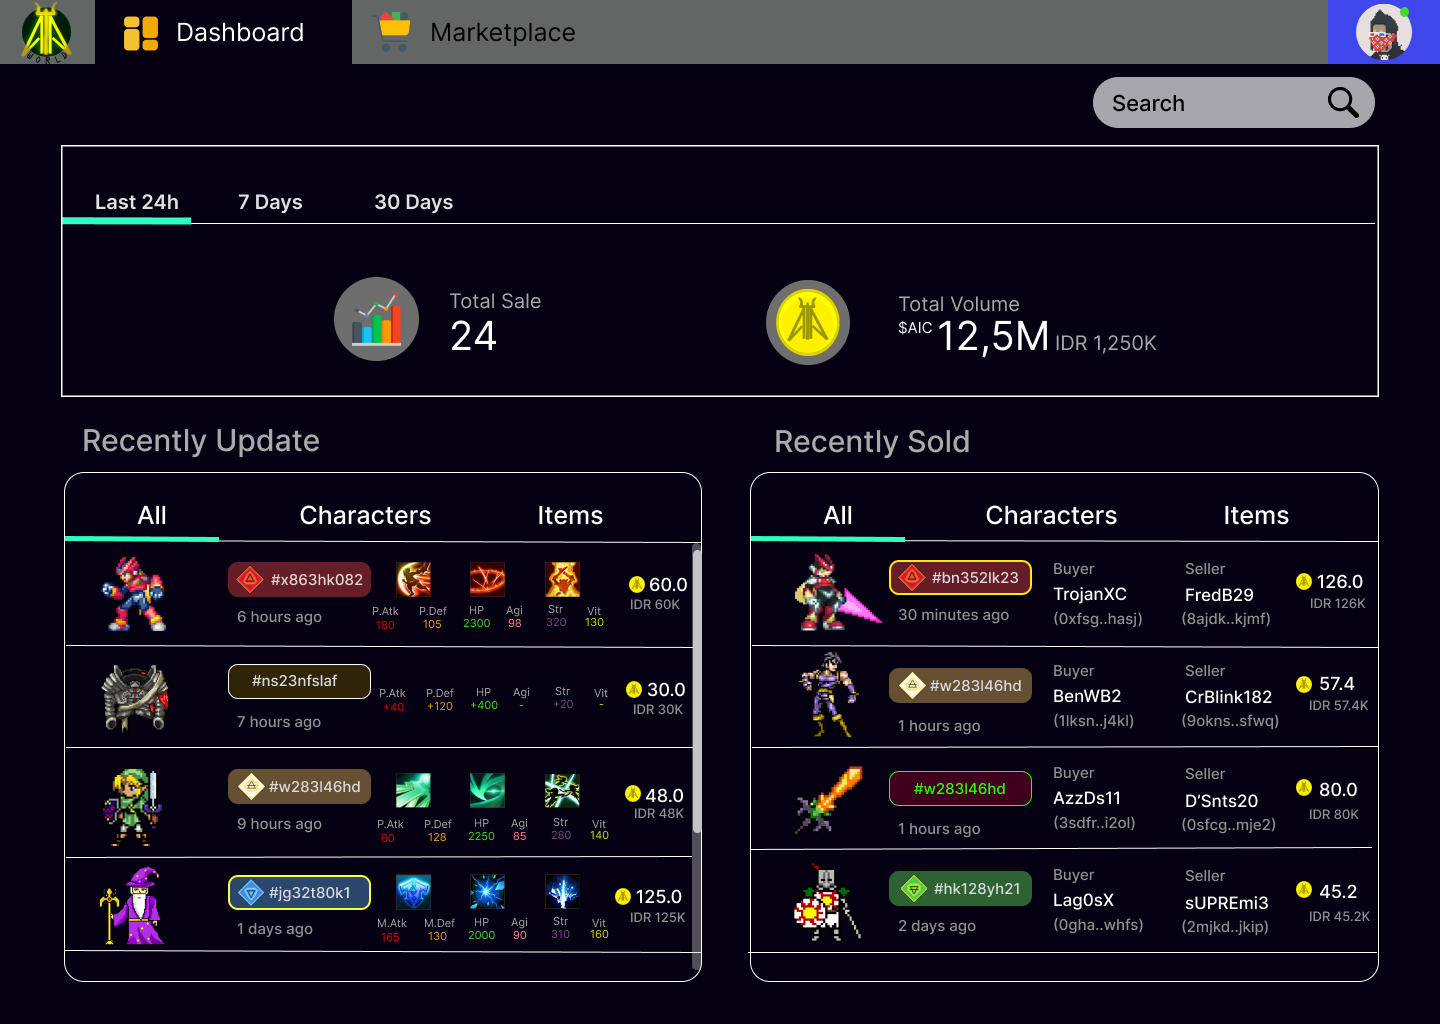 WORLD
Dashboard
Marketplace
Search
Last 24h 7 Days 30 Days
Total Sale
24
Total Volume
$AIC 12,5M IDR 1,250K
Recently Update
All Characters Items
#x863hk082
6 hours ago
P.Atk P.Def HP Agi Str Vit
180 105 2300 98 320 130
60.0
IDR 60K
#ns23nfslaf
7 hours ago
P.Atk P.Def HP Agi Str Vit
+40 +120 +400 - +20 -
30.0
IDR 30K
#w283l46hd
9 hours ago
P.Atk P.Def HP Agi Str Vit
80 128 2250 85 280 140
48.0
IDR 48K
#jg32t80k1
1 days ago
M.Atk M.Def HP Agi Str Vit
165 130 2000 90 310 160
125.0
IDR 125K
Recently Sold
All Characters Items
#bn352lk23
30 minutes ago
Buyer
TrojanXC
(0xfsg..hasj)
Seller
FredB29
(8ajdk..kjmf)
126.0
IDR 126K
#w283l46hd
1 hours ago
Buyer
BenWB2
(1lksn..j4kl)
Seller
CrBlink182
(9okns..sfwq)
57.4
IDR 57.4K
#w283l46hd
1 hours ago
Buyer
AzzDs11
(3sdfr..i2ol)
Seller
D’Snts20
(0sfcg..mje2)
80.0
IDR 80K
#hk128yh21
2 days ago
Buyer
Lag0sX
(0gha..whfs)
Seller
sUPREmi3
(2mjkd..jkip)
45.2
IDR 45.2K